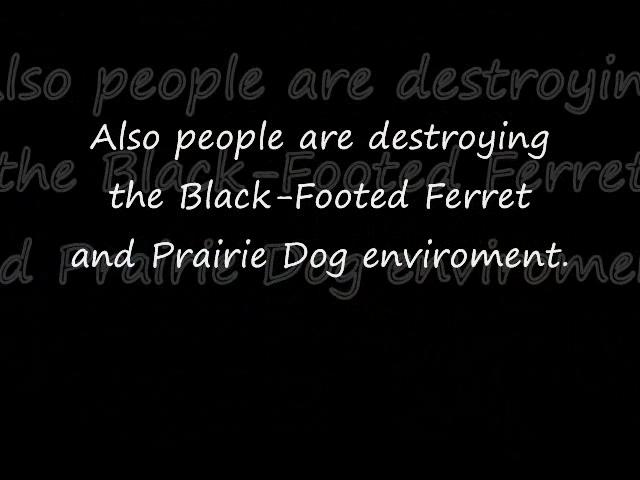 Also people are destroying
the Black-Footed Ferret
and Prairie Dog enviroment.